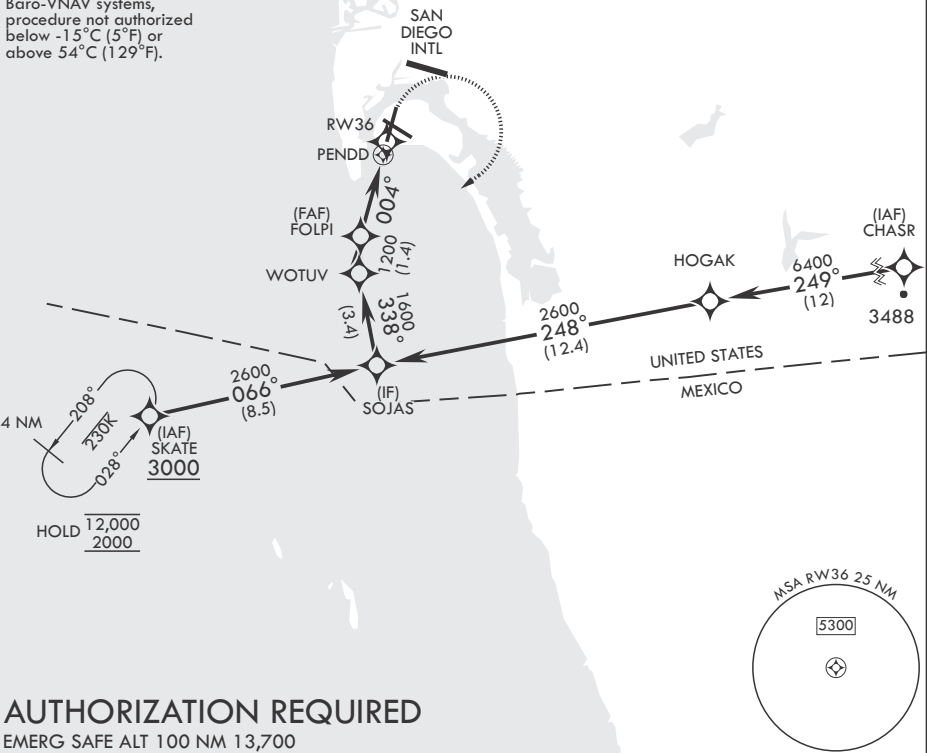 Baro-VNAV systems,
procedure not authorized
below -15°C (5°F) or
above 54°C (129°F).
SAN
DIEGO
INTL
RW36
PENDD
004°
(FAF)
FOLPI
1200
(1.4)
WOTUV
1600
338°
(3.4)
(IAF)
CHASR
HOGAK
6400
249°
(12)
3488
2600
248°
(12.4)
UNITED STATES
MEXICO
(IF)
SOJAS
2600
066°
(8.5)
4 NM
208°
230K
028°
(IAF)
SKATE
3000
HOLD 12,000
2000
MSA RW36 25 NM
5300
AUTHORIZATION REQUIRED
EMERG SAFE ALT 100 NM 13,700